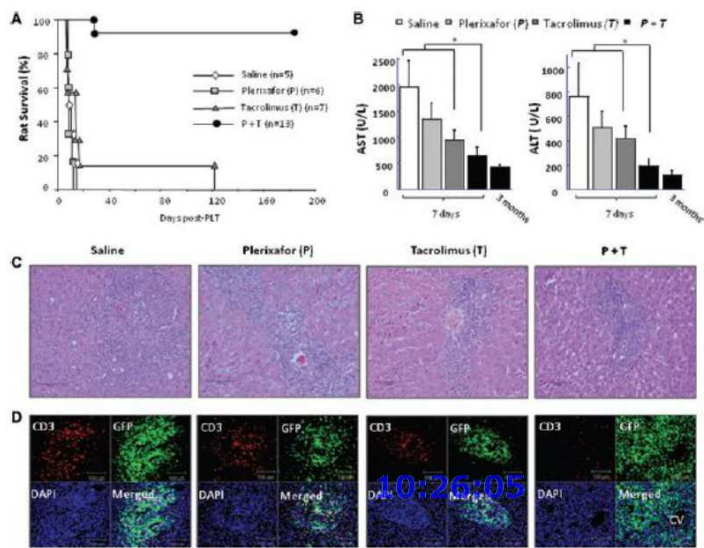 A
100
80
60
40
20
0
Rat Survival (%)
0 40 80 120 160 200
Days post-PLT
Saline (n=5)
Plerixafor (P) (n=6)
Tacrolimus (T) (n=7)
P+T (n=13)
B
Saline Plerixafor (P) Tacrolimus (T) P + T
*
2500
2000
1500
1000
500
0
AST (U/L)
7 days
3 months
*
1000
800
600
400
200
0
ALT (U/L)
7 days
3 months
Saline Plerixafor (P) Tacrolimus (T) P + T
C
D
CD3 GFP CD3 GFP CD3 GFP CD3 GFP
DAPI Merged DAPI Merged DAPI Merged DAPI Merged
CV
10:26:05